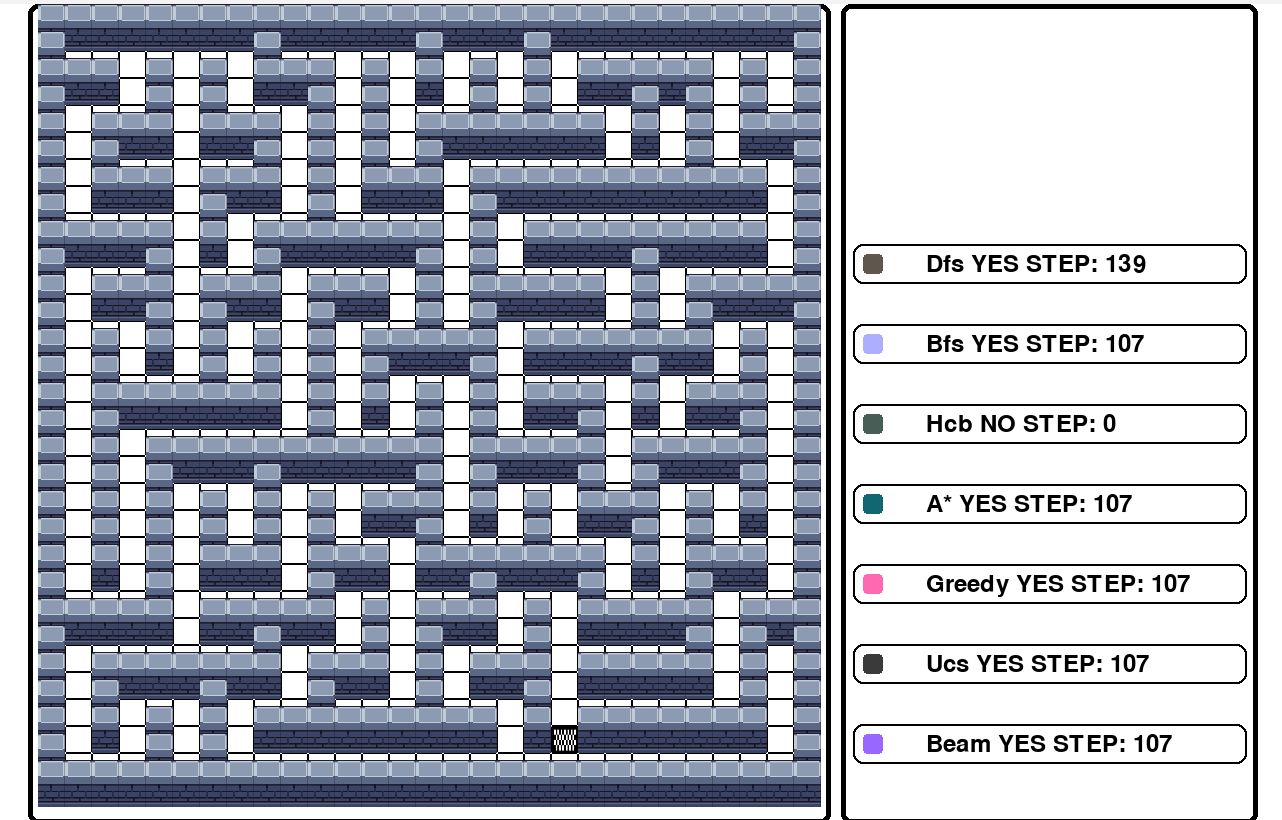 Dfs YES STEP: 139
Bfs YES STEP: 107
Hcb NO STEP: 0
A* YES STEP: 107
Greedy YES STEP: 107
Ucs YES STEP: 107
Beam YES STEP: 107